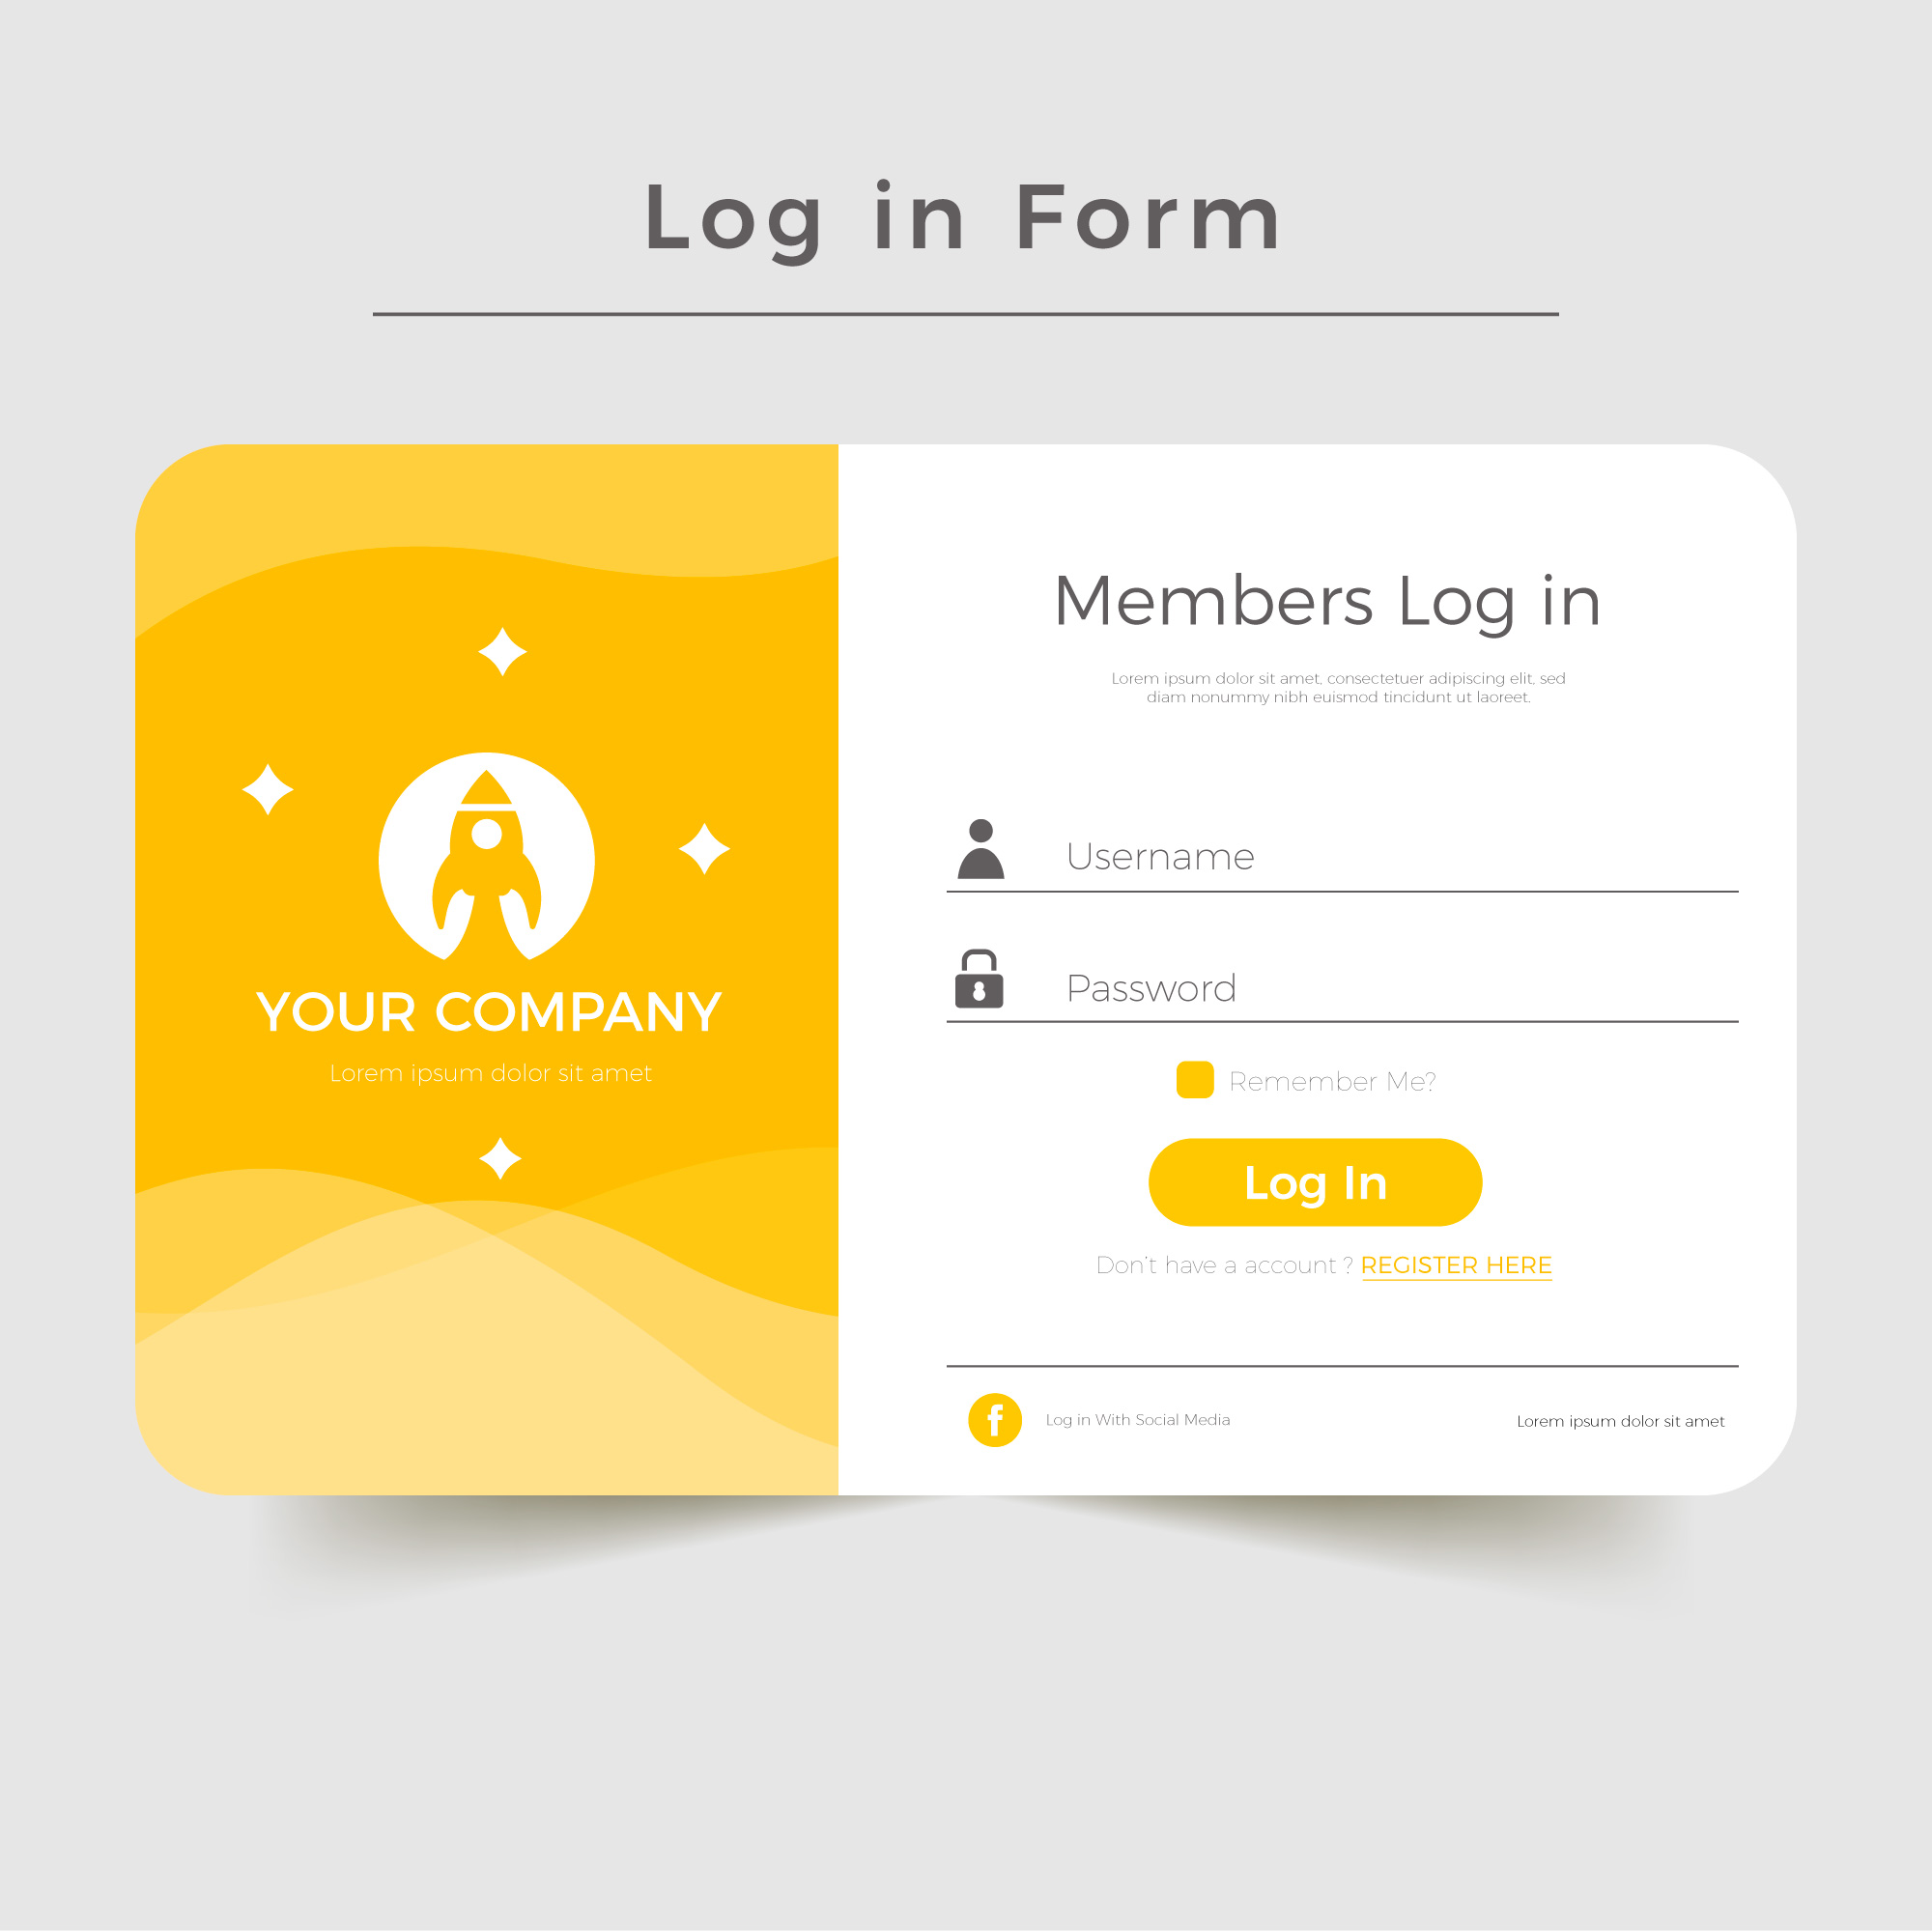 Log in Form
YOUR COMPANY
Lorem ipsum dolor sit amet
Members Log in
Lorem ipsum dolor sit amet, consectetuer adipiscing elit, sed
diam nonummy nibh euismod tincidunt ut laoreet.
Username
Password
Remember Me?
Log In
Don't have a account ? REGISTER HERE
f
Log in With Social Media
Lorem ipsum dolor sit amet